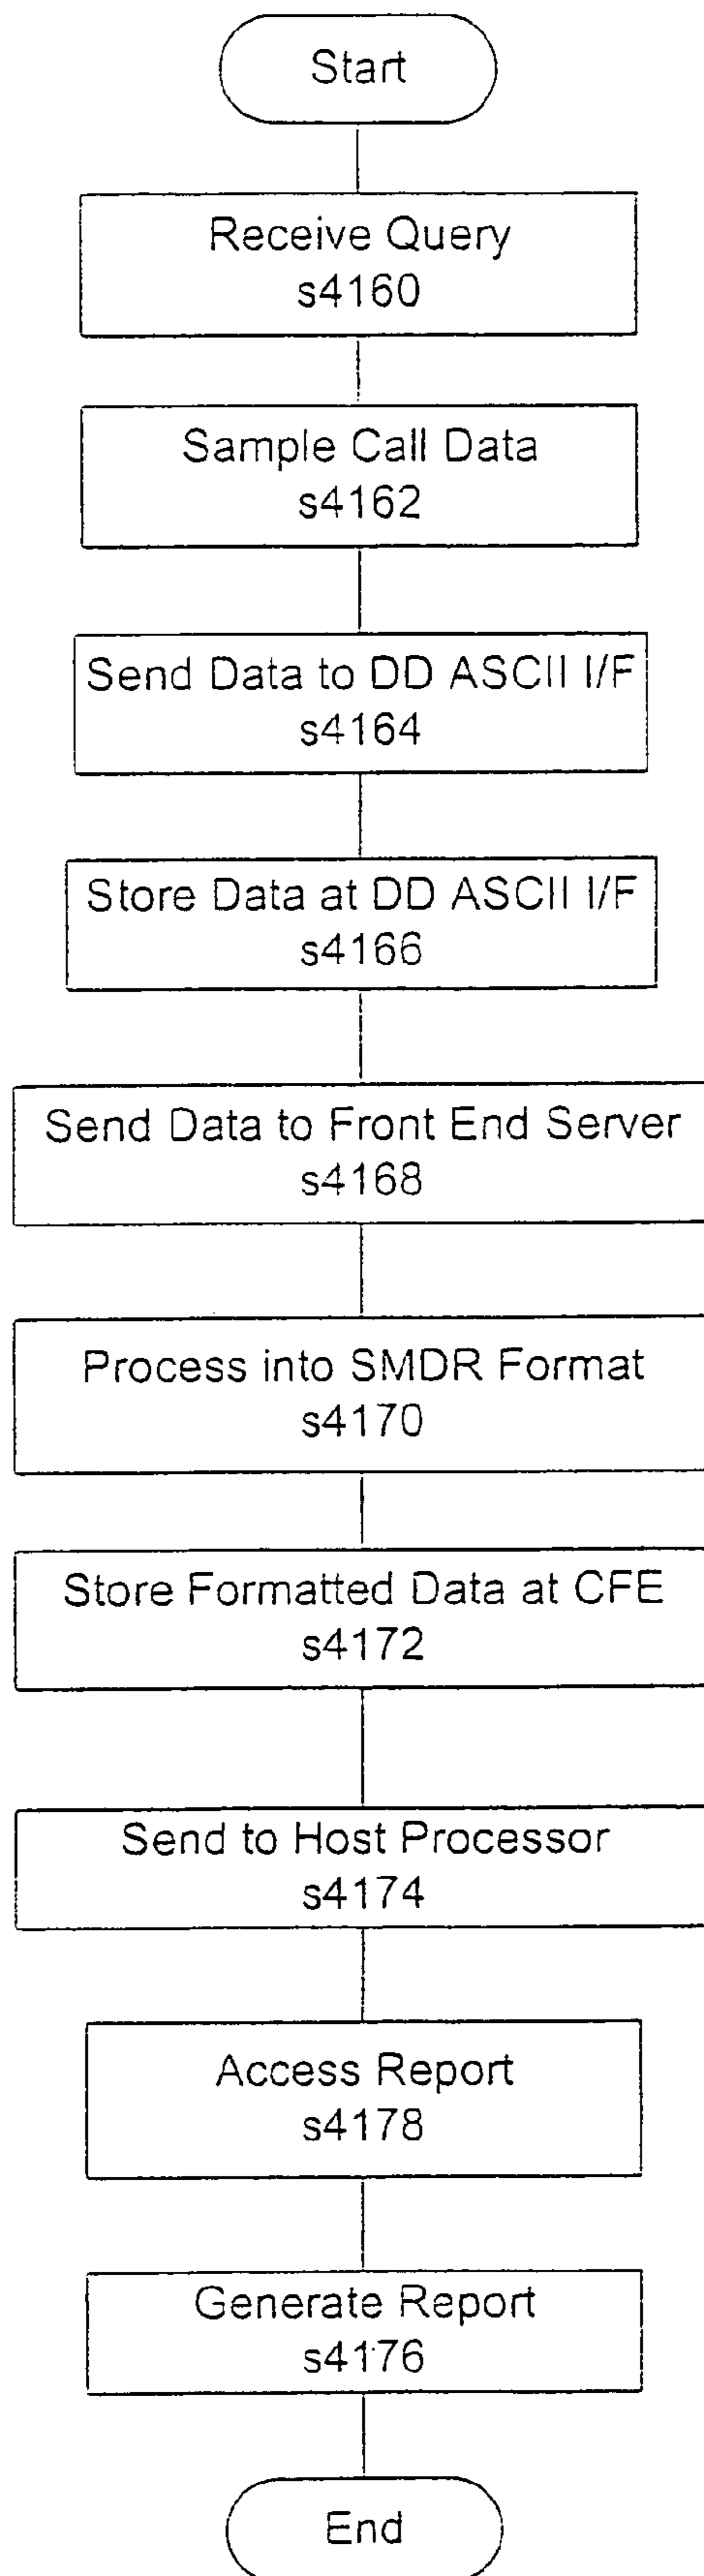 Start
Receive Query
s4160
Sample Call Data
s4162
Send Data to DD ASCII I/F
s4164
Store Data at DD ASCII I/F
s4166
Send Data to Front End Server
s4168
Process into SMDR Format
s4170
Store Formatted Data at CFE
s4172
Send to Host Processor
s4174
Access Report
s4178
Generate Report
s4176
End